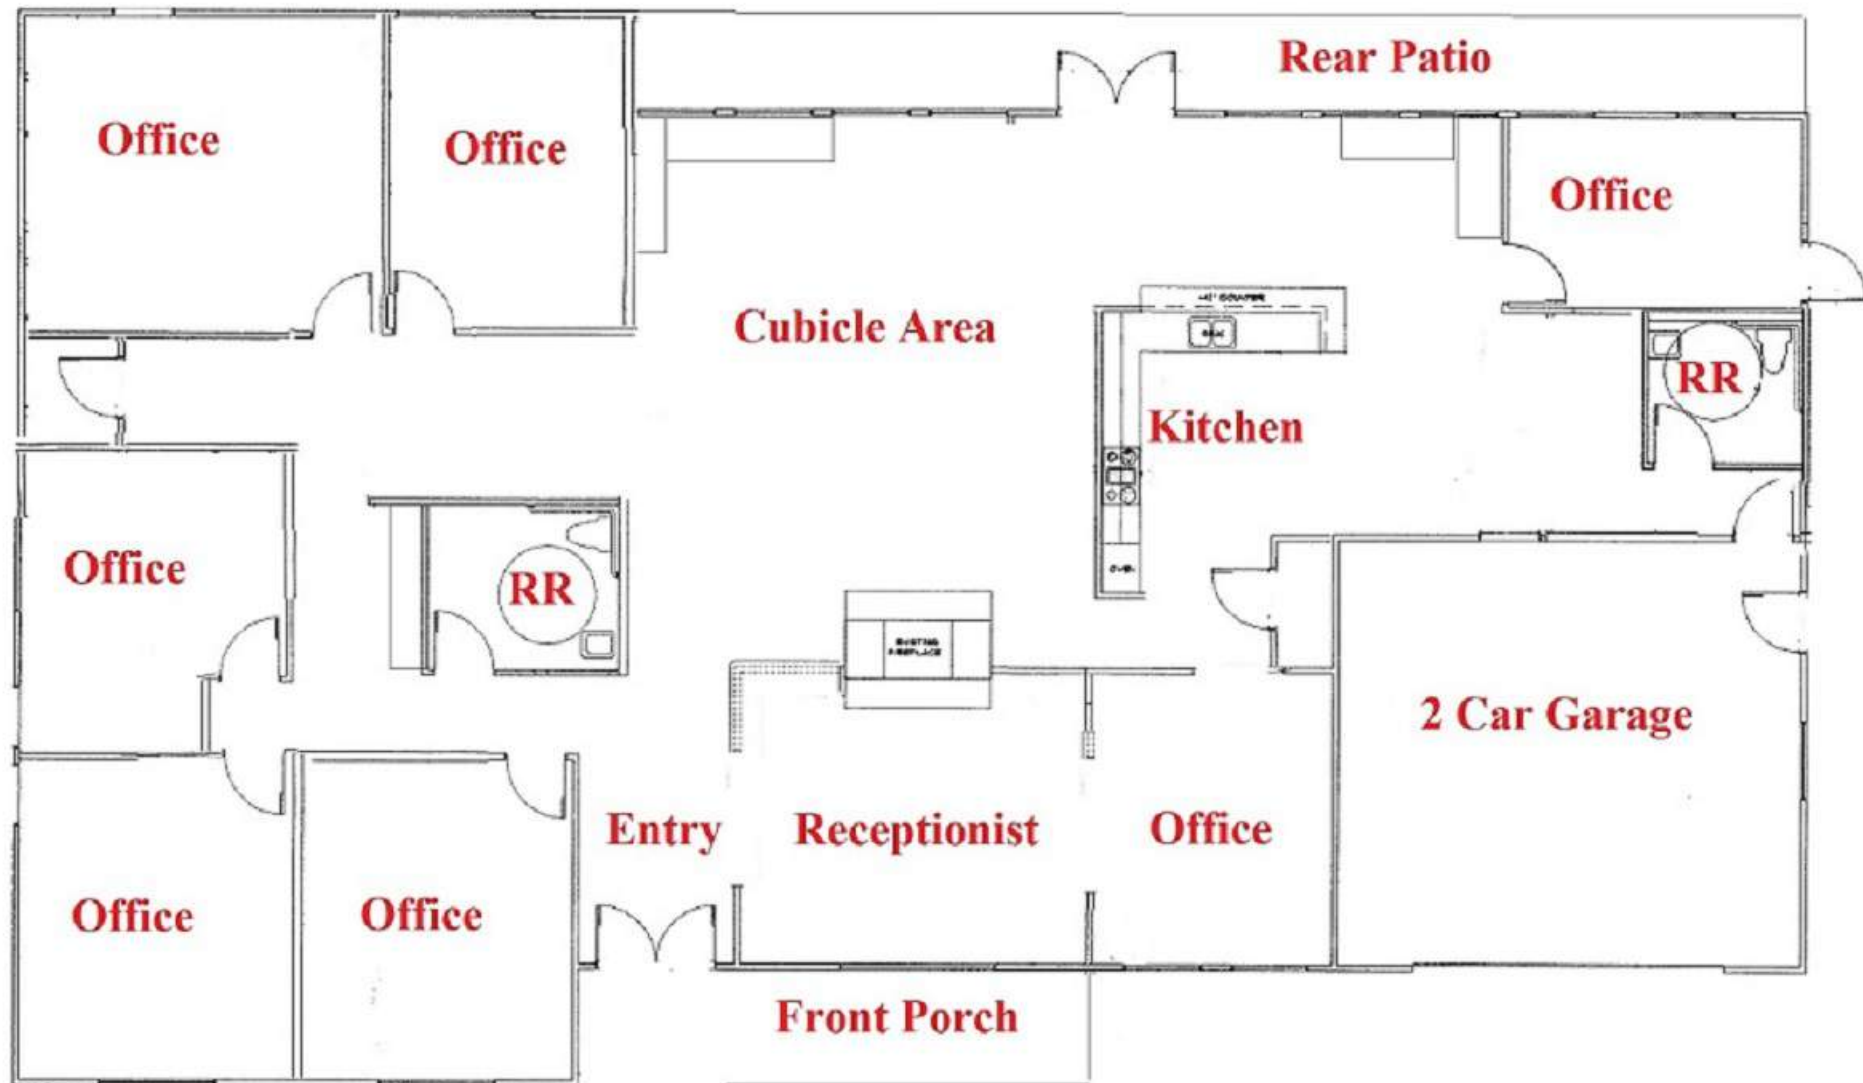 Rear Patio
Office
Office
Office
Cubicle Area
RR
Kitchen
Office
RR
OVEN
2 Car Garage
Entry
Receptionist
Office
Office
Office
Front Porch